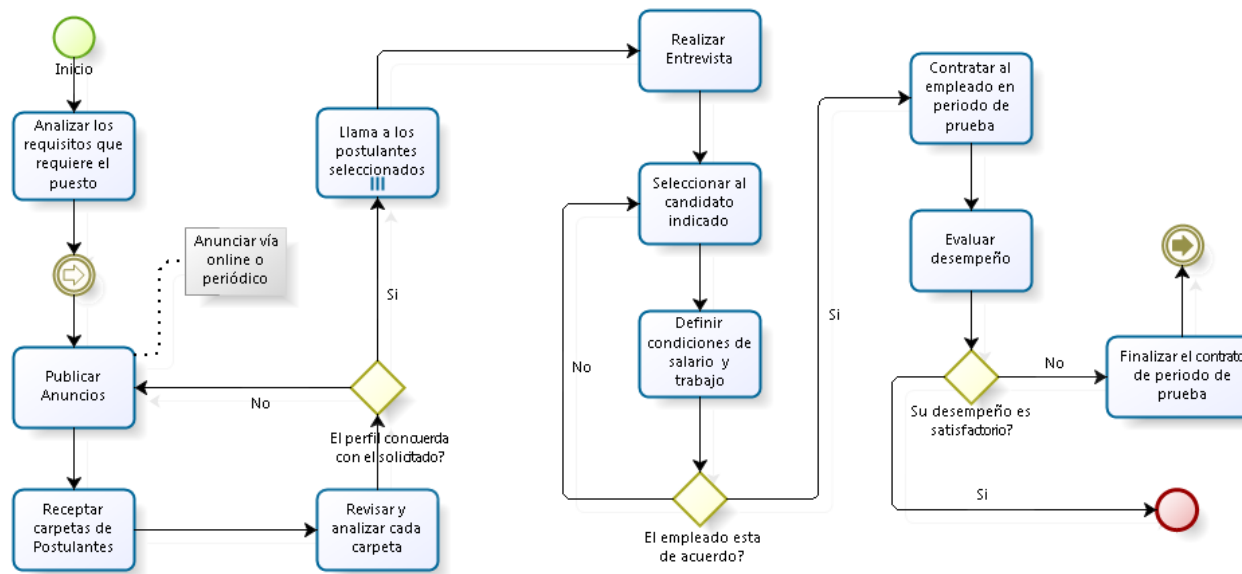 Inicio
Analizar los
requisitos que
requiere el
puesto
Anunciar vía
online o
periódico
Publicar
Anuncios
No
Receptar
carpetas de
Postulantes
Revisar y
analizar cada
carpeta
El perfil concuerda
con el solicitado?
Si
Llama a los
postulantes
seleccionados
Realizar
Entrevista
Seleccionar al
candidato
indicado
Definir
condiciones de
salario y
trabajo
No
El empleado esta
de acuerdo?
Si
Contratar al
empleado en
periodo de
prueba
Evaluar
desempeño
Su desempeño es
satisfactorio?
No
Finalizar el contrato
de periodo de
prueba
Si